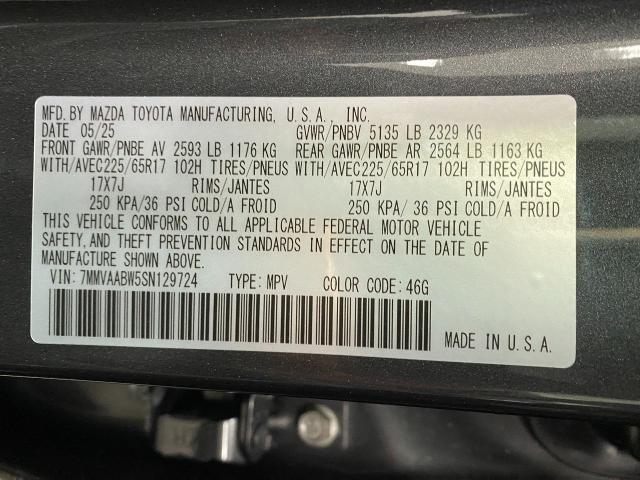 MFD. BY MAZDA TOYOTA MANUFACTURING, U.S.A., INC.
DATE 05/25 GVWR/PNBV 5135 LB 2329 KG
FRONT GAWR/PNBE AV 2593 LB 1176 KG REAR GAWR/PNBE AR 2564 LB 1163 KG
WITH/AVEC225/65R17 102H TIRES/PNEUS WITH/AVEC225/65R17 102H TIRES/PNEUS
17X7J RIMS/JANTES 17X7J RIMS/JANTES
250 KPA/36 PSI COLD/A FROID 250 KPA/ 36 PSI COLD/A FROID
THIS VEHICLE CONFORMS TO ALL APPLICABLE FEDERAL MOTOR VEHICLE
SAFETY, AND THEFT PREVENTION STANDARDS IN EFFECT ON THE DATE OF
MANUFACTURE SHOWN ABOVE.
VIN: 7MMVAABW5SN129724 TYPE: MPV COLOR CODE: 46G
MADE IN U.S.A.